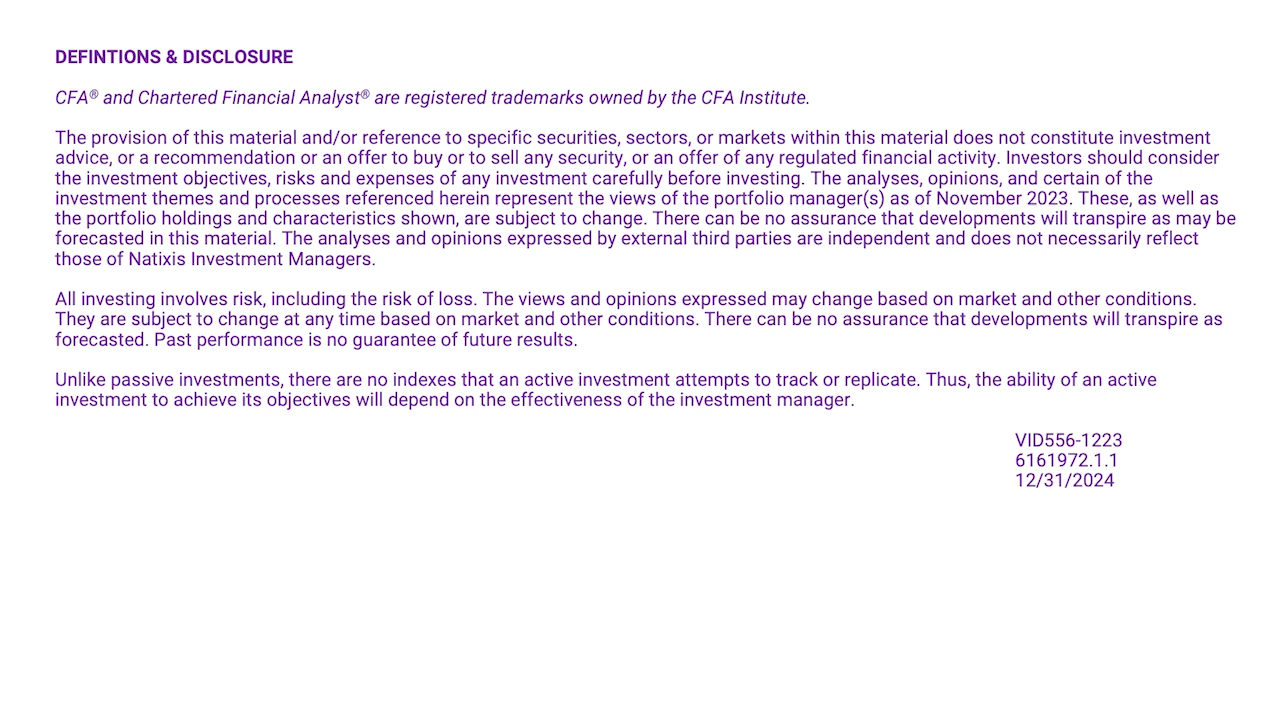 DEFINTIONS & DISCLOSURE
CFA® and Chartered Financial Analyst® are registered trademarks owned by the CFA Institute.
The provision of this material and/or reference to specific securities, sectors, or markets within this material does not constitute investment
advice, or a recommendation or an offer to buy or to sell any security, or an offer of any regulated financial activity. Investors should consider
the investment objectives, risks and expenses of any investment carefully before investing. The analyses, opinions, and certain of the
investment themes and processes referenced herein represent the views of the portfolio manager(s) as of November 2023. These, as well as
the portfolio holdings and characteristics shown, are subject to change. There can be no assurance that developments will transpire as may be
forecasted in this material. The analyses and opinions expressed by external third parties are independent and does not necessarily reflect
those of Natixis Investment Managers.
All investing involves risk, including the risk of loss. The views and opinions expressed may change based on market and other conditions.
They are subject to change at any time based on market and other conditions. There can be no assurance that developments will transpire as
forecasted. Past performance is no guarantee of future results.
Unlike passive investments, there are no indexes that an active investment attempts to track or replicate. Thus, the ability of an active
investment to achieve its objectives will depend on the effectiveness of the investment manager.
VID556-1223
6161972.1.1
12/31/2024